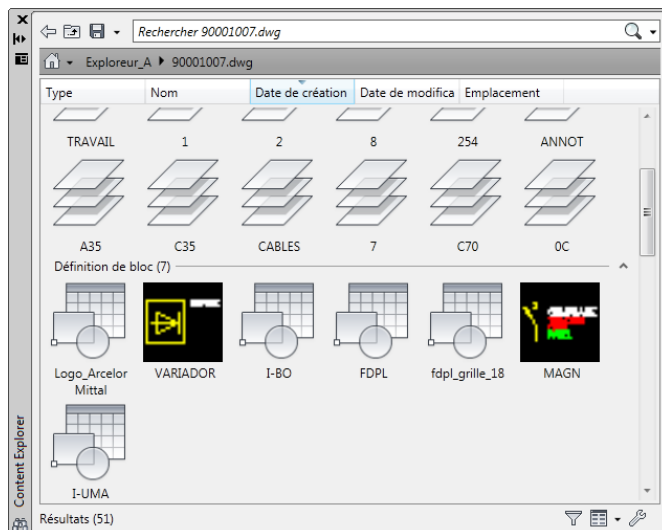 Rechercher 90001007.dwg
Exploreur_A 90001007.dwg
Type Nom Date de création Date de modifica Emplacement
TRAVAIL 1 2 8 254 ANNOT
A35 C35 CABLES 7 C70 0C
Définition de bloc (7)
Logo_Arcelor
Mittal VARIADOR I-BO FDPL fdpl_grille_18 MAGN
I-UMA
Content Explorer
Résultats (51)